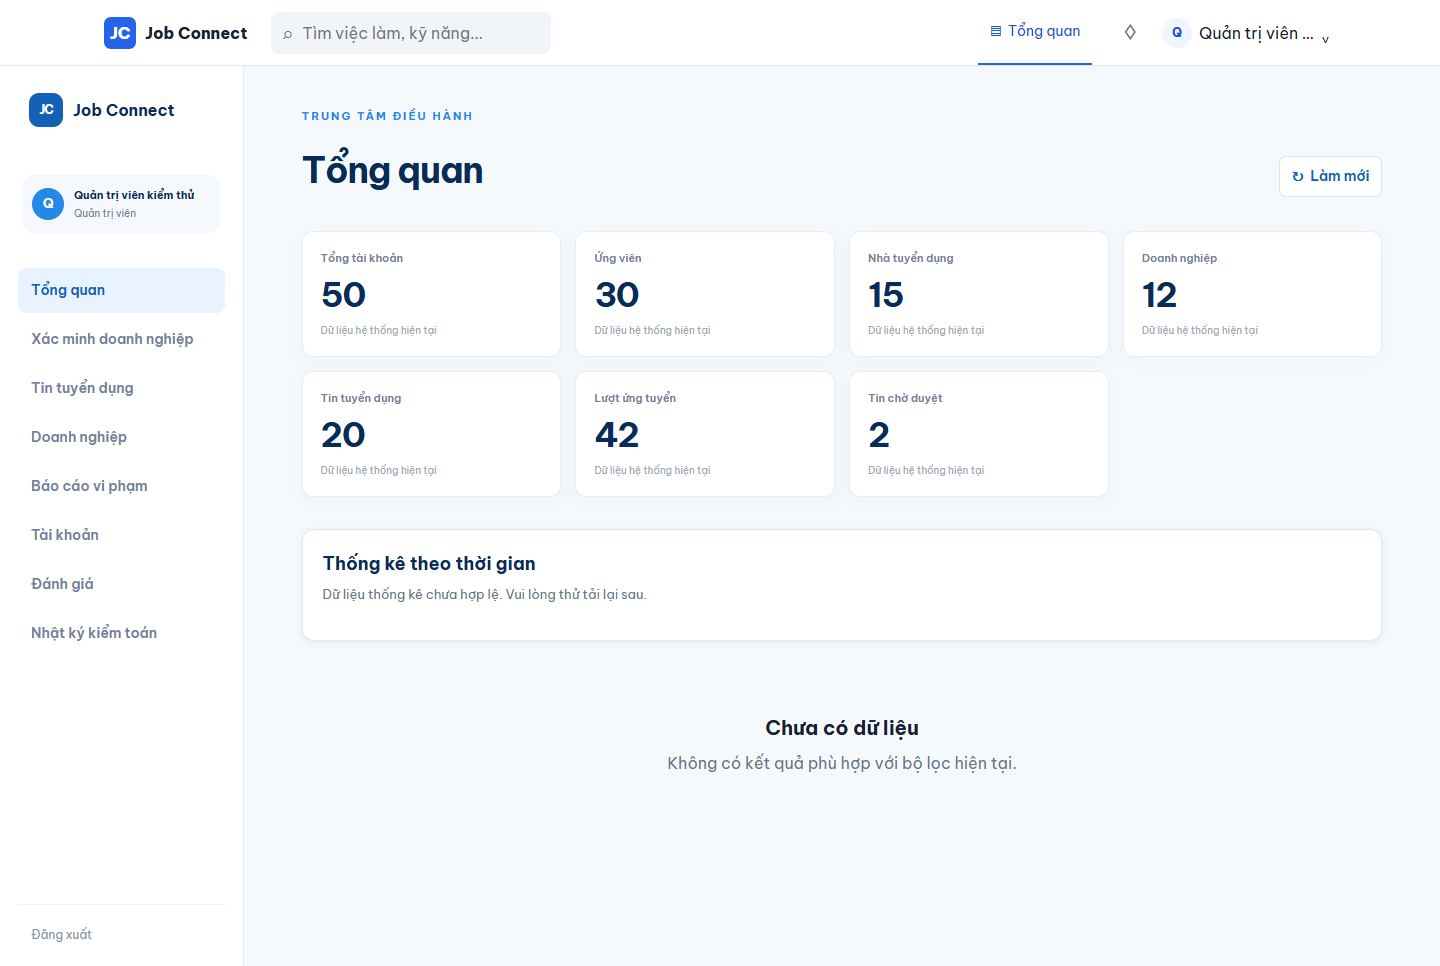 JC Job Connect
Tìm việc làm, kỹ năng...
Tổng quan
Q Quản trị viên ...
JC Job Connect
Q
Quản trị viên kiểm thử
Quản trị viên
Tổng quan
Xác minh doanh nghiệp
Tin tuyển dụng
Doanh nghiệp
Báo cáo vi phạm
Tài khoản
Đánh giá
Nhật ký kiểm toán
Đăng xuất
TRUNG TÂM ĐIỀU HÀNH
Tổng quan
↻ Làm mới
Tổng tài khoản
50
Dữ liệu hệ thống hiện tại
Ứng viên
30
Dữ liệu hệ thống hiện tại
Nhà tuyển dụng
15
Dữ liệu hệ thống hiện tại
Doanh nghiệp
12
Dữ liệu hệ thống hiện tại
Tin tuyển dụng
20
Dữ liệu hệ thống hiện tại
Lượt ứng tuyển
42
Dữ liệu hệ thống hiện tại
Tin chờ duyệt
2
Dữ liệu hệ thống hiện tại
Thống kê theo thời gian
Dữ liệu thống kê chưa hợp lệ. Vui lòng thử tải lại sau.
Chưa có dữ liệu
Không có kết quả phù hợp với bộ lọc hiện tại.